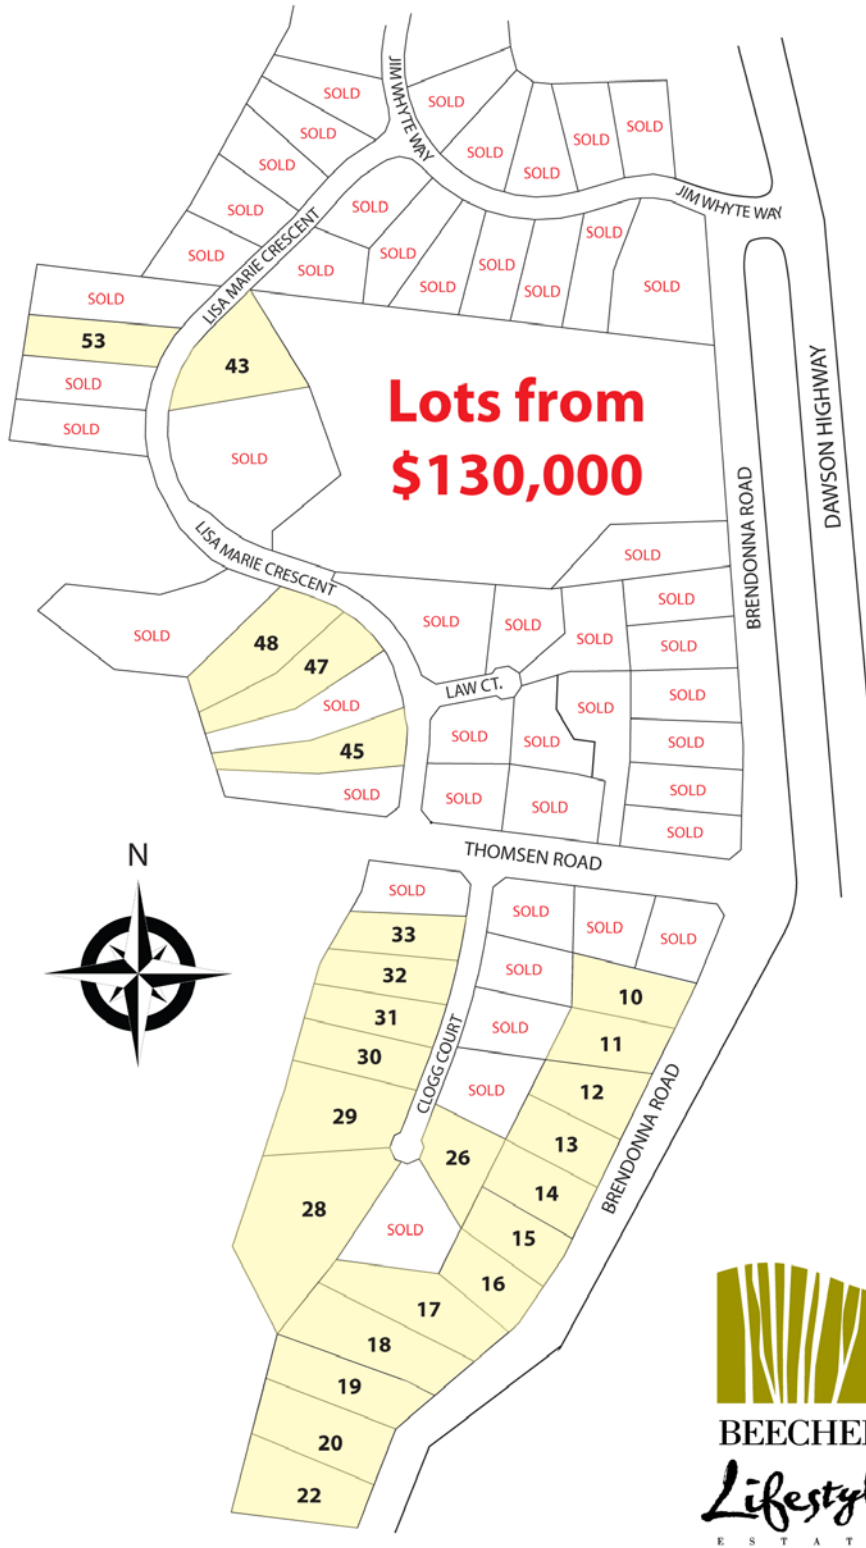 JIM WHYTE WAY
SOLD
SOLD
SOLD
SOLD
SOLD
SOLD
SOLD
SOLD
SOLD
SOLD
JIM WHYTE WAY
SOLD
SOLD
SOLD
SOLD
SOLD
SOLD
SOLD
SOLD
LISA MARIE CRESCENT
SOLD
53
SOLD
SOLD
43
SOLD
Lots from
$130,000
DAWSON HIGHWAY
BRENDONNA ROAD
LISA MARIE CRESCENT
SOLD
SOLD
SOLD
SOLD
SOLD
SOLD
SOLD
SOLD
48
47
SOLD
45
SOLD
LAW CT.
SOLD
SOLD
SOLD
SOLD
SOLD
SOLD
SOLD
SOLD
SOLD
THOMSEN ROAD
N
SOLD
33
32
31
30
29
28
CLOGG COURT
SOLD
SOLD
SOLD
SOLD
SOLD
SOLD
10
11
12
13
14
15
16
26
SOLD
BRENDONNA ROAD
17
18
19
20
22
BEECHE
Lifesty
E S T A T